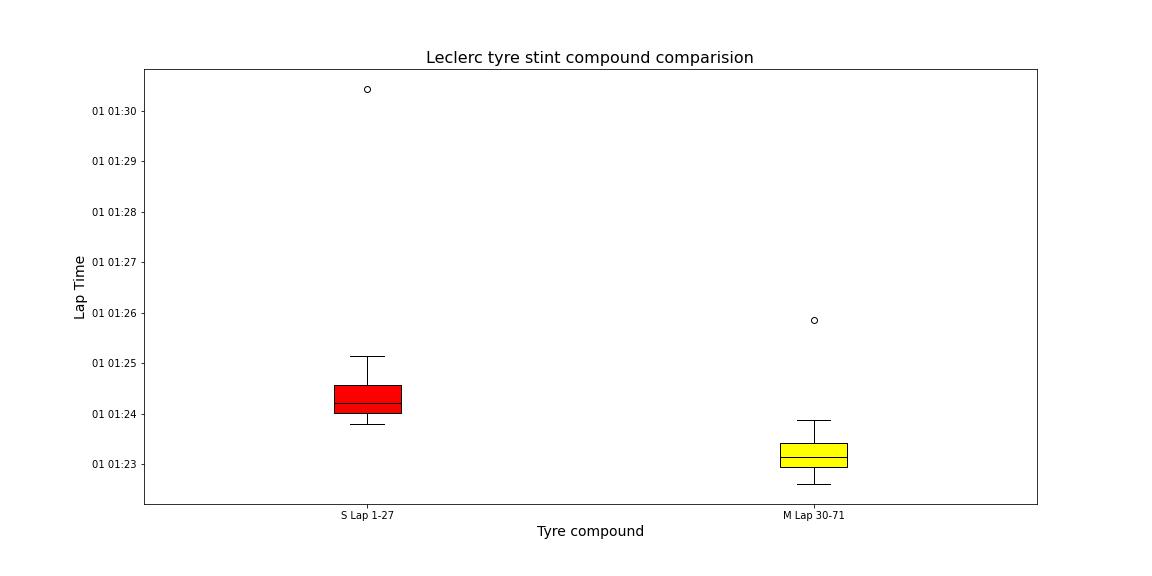 Leclerc tyre stint compound comparision
01 01:30
01 01:29
01 01:28
01 01:27
01 01:26
01 01:25
01 01:24
01 01:23
Lap Time
S Lap 1-27
M Lap 30-71
Tyre compound